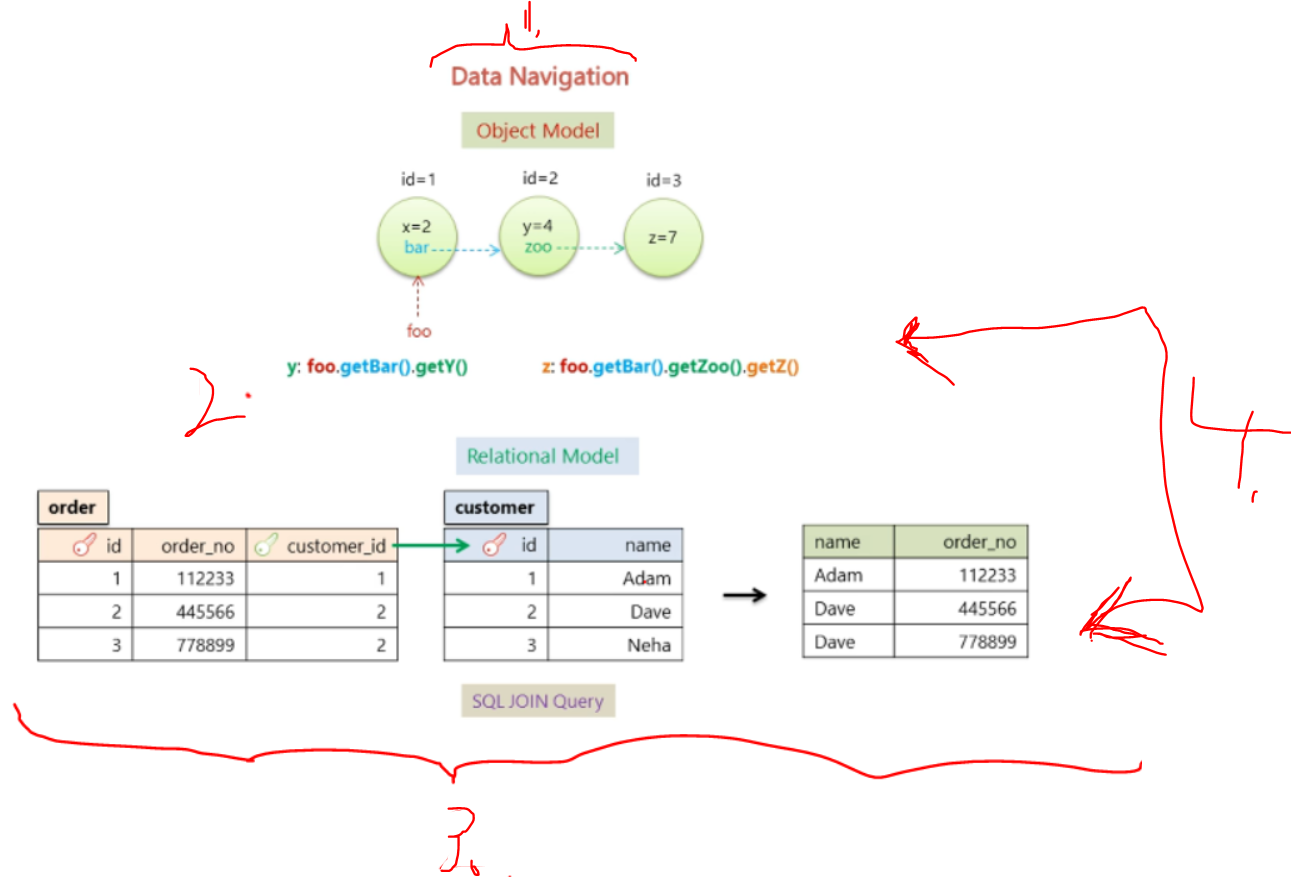 1.
Data Navigation
Object Model
id=1 id=2 id=3
x=2 y=4 z=7
bar zoo
foo
y: foo.getBar().getY() z: foo.getBar().getZoo().getZ()
2.
4.
Relational Model
order customer
id order_no customer_id id name name order_no
1 112233 1 1 Adam Adam 112233
2 445566 2 2 Dave Dave 445566
3 778899 2 3 Neha Dave 778899
SQL JOIN Query
3.